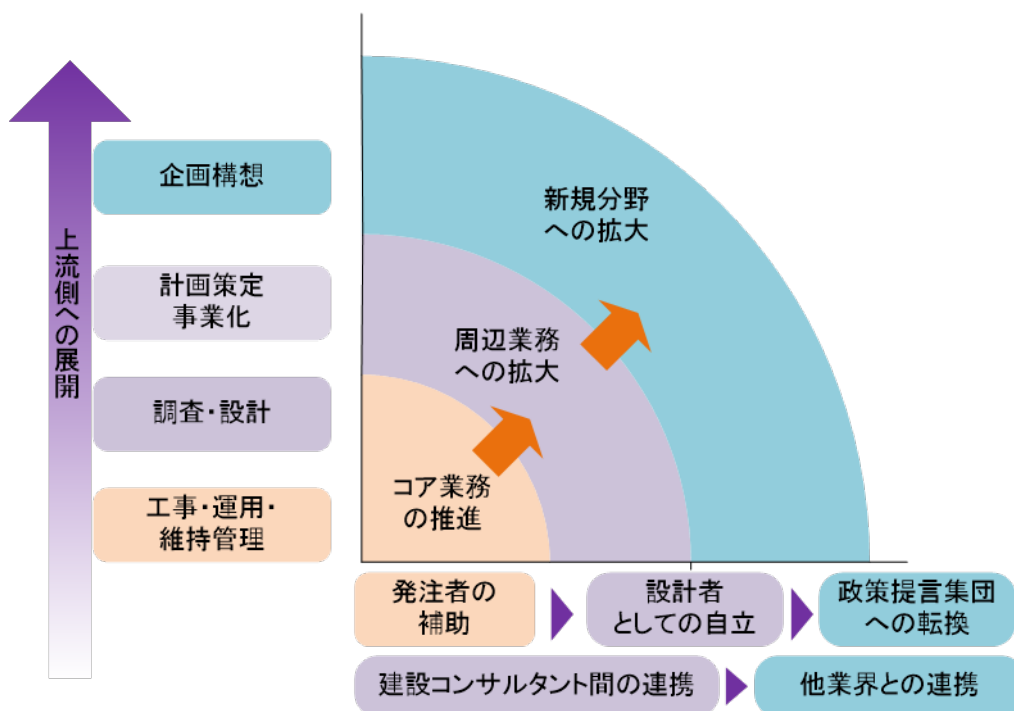 上流側への展開
企画構想
計画策定
事業化
調査・設計
工事・運用・
維持管理
新規分野
への拡大
周辺業務
への拡大
コア業務
の推進
発注者の
補助
設計者
としての自立
政策提言集団
への転換
建設コンサルタント間の連携
他業界との連携